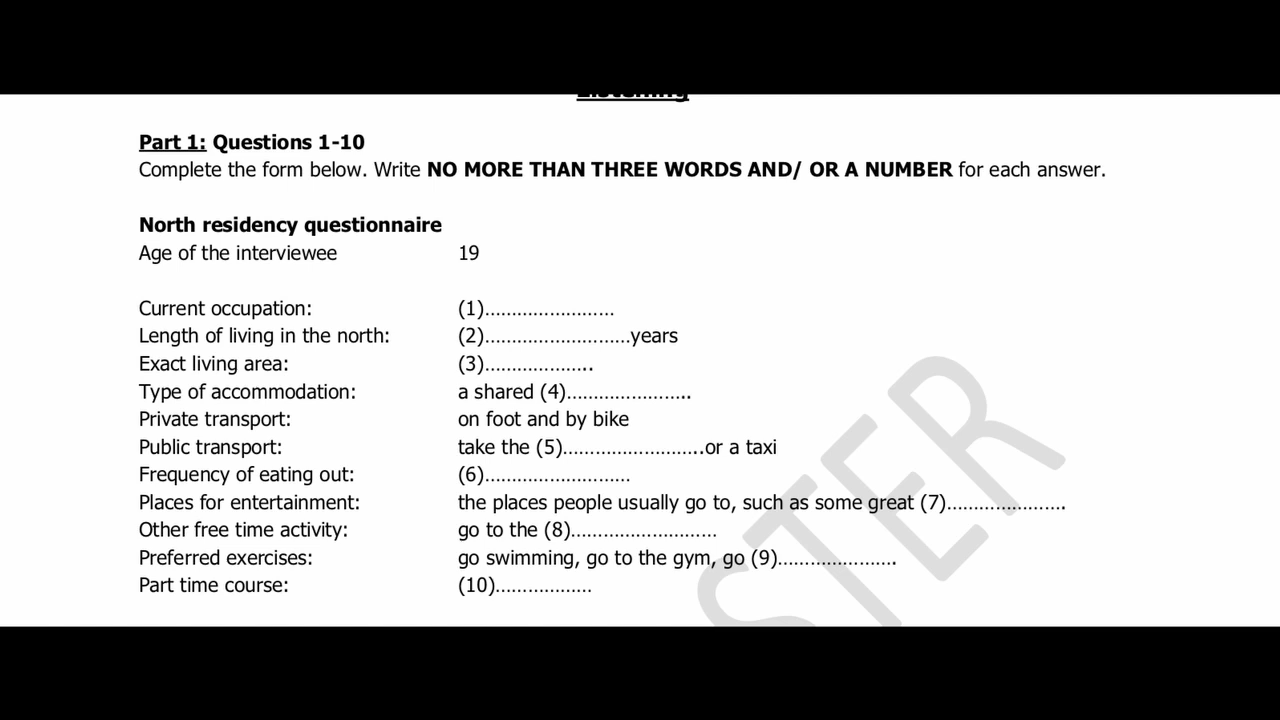 Listening
Part 1: Questions 1-10
Complete the form below. Write NO MORE THAN THREE WORDS AND/ OR A NUMBER for each answer.
North residency questionnaire
Age of the interviewee 19
Current occupation: (1)……………………
Length of living in the north: (2)………………………years
Exact living area: (3)………………..
Type of accommodation: a shared (4)…………………..
Private transport: on foot and by bike
Public transport: take the (5)……………………..or a taxi
Frequency of eating out: (6)………………………
Places for entertainment: the places people usually go to, such as some great (7)………………….
Other free time activity: go to the (8)………………………
Preferred exercises: go swimming, go to the gym, go (9)………………….
Part time course: (10)………………
STER